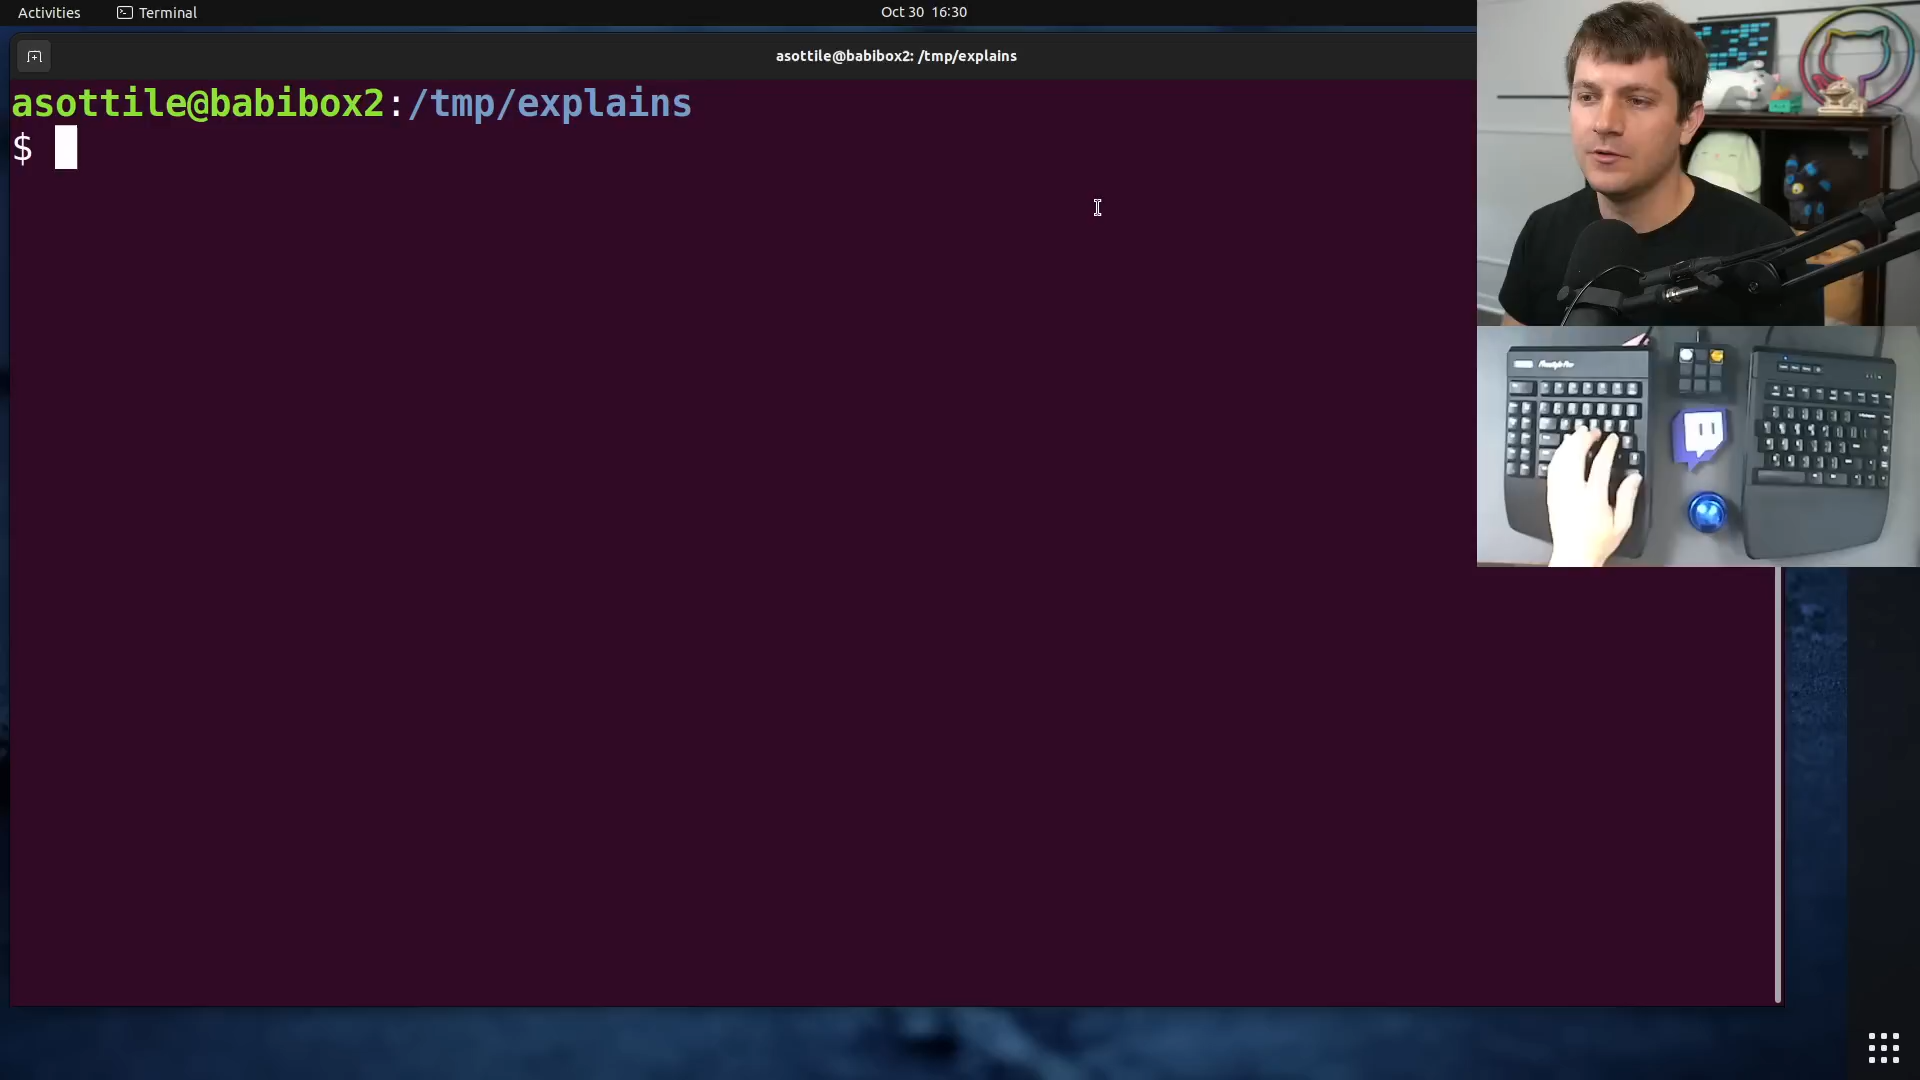 Activities
Terminal
Oct 30 16:30
asottile@babibox2: /tmp/explains
asottile@babibox2:/tmp/explains
$